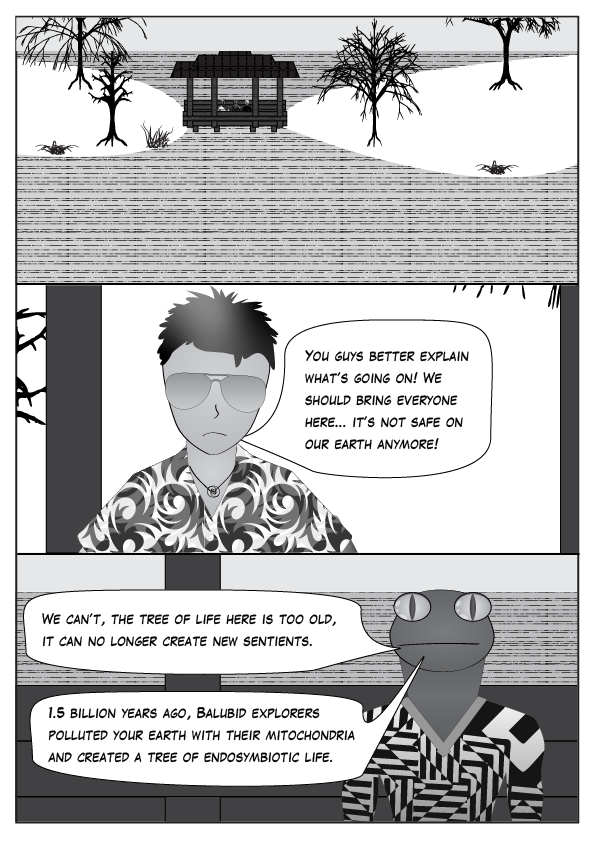 You guys better explain
what's going on! We
should bring everyone
here... it's not safe on
our earth anymore!
We can't, the tree of life here is too old,
it can no longer create new sentients.
1.5 billion years ago, Balubid explorers
polluted your earth with their mitochondria
and created a tree of endosymbiotic life.